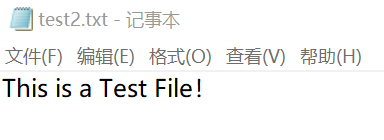 test2.txt - 记事本
文件(F) 编辑(E) 格式(O) 查看(V) 帮助(H)
This is a Test File!